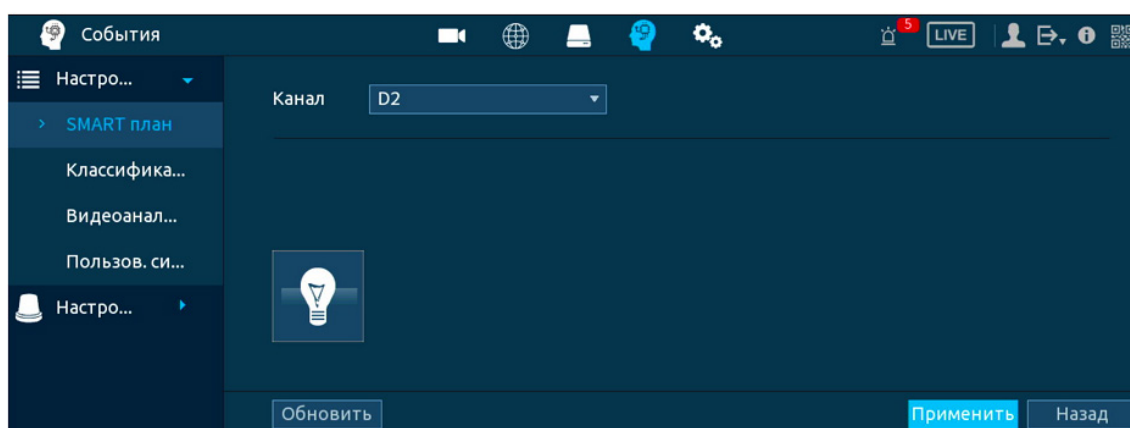 События
5
LIVE
Настро...
SMART план
Классифика...
Видеоанал...
Пользов. си...
Настро...
Канал
D2
Обновить
Применить
Назад